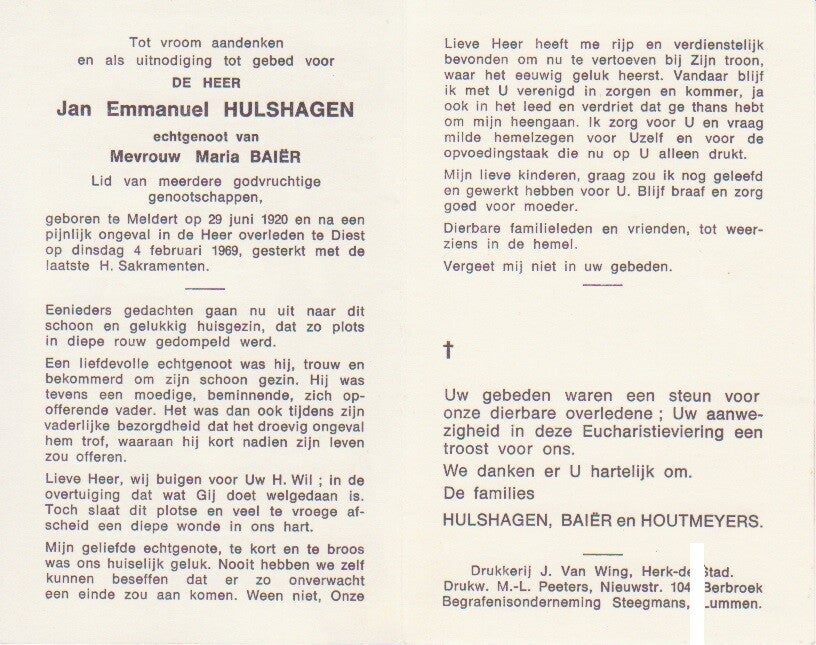 Tot vroom aandenken
en als uitnodiging tot gebed voor
DE HEER
Jan Emmanuel HULSHAGEN
echtgenoot van
Mevrouw Maria BAIËR
Lid van meerdere godvruchtige
genootschappen,
geboren te Meldert op 29 juni 1920 en na een
pijnlijk ongeval in de Heer overleden te Diest
op dinsdag 4 februari 1969, gesterkt met de
laatste H. Sakramenten.
Eenieders gedachten gaan nu uit naar dit
schoon en gelukkig huisgezin, dat zo plots
in diepe rouw gedompeld werd.
Een liefdevolle echtgenoot was hij, trouw en
bekommerd om zijn schoon gezin. Hij was
tevens een moedige, beminnende, zich op-
offerende vader. Het was dan ook tijdens zijn
vaderlijke bezorgdheid dat het droevig ongeval
hem trof, waaraan hij kort nadien zijn leven
zou offeren.
Lieve Heer, wij buigen voor Uw H. Wil ; in de
overtuiging dat wat Gij doet welgedaan is.
Toch slaat dit plotse en veel te vroege af-
scheid een diepe wonde in ons hart.
Mijn geliefde echtgenote, te kort en te broos
was ons huiselijk geluk. Nooit hebben we zelf
kunnen beseffen dat er zo onverwacht
een einde zou aan komen. Ween niet, Onze
Lieve Heer heeft me rijp en verdienstelijk
bevonden om nu te vertoeven bij Zijn troon,
waar het eeuwig geluk heerst. Vandaar blijf
ik met U verenigd in zorgen en kommer, ja
ook in het leed en verdriet dat ge thans hebt
om mijn heengaan. Ik zorg voor U en vraag
milde hemelzegen voor Uzelf en voor de
opvoedingstaak die nu op U alleen drukt.
Mijn lieve kinderen, graag zou ik nog geleefd
en gewerkt hebben voor U. Blijf braaf en zorg
goed voor moeder.
Dierbare familieleden en vrienden, tot weer-
ziens in de hemel.
Vergeet mij niet in uw gebeden.
†
Uw gebeden waren een steun voor
onze dierbare overledene ; Uw aanwe-
zigheid in deze Eucharistieviering een
troost voor ons.
We danken er U hartelijk om.
De families
HULSHAGEN, BAIËR en HOUTMEYERS.
Drukkerij J. Van Wing, Herk-de-Stad.
Drukw. M.-L. Peeters, Nieuwstr. 104 Berbroek
Begrafenisonderneming Steegmans, Lummen.